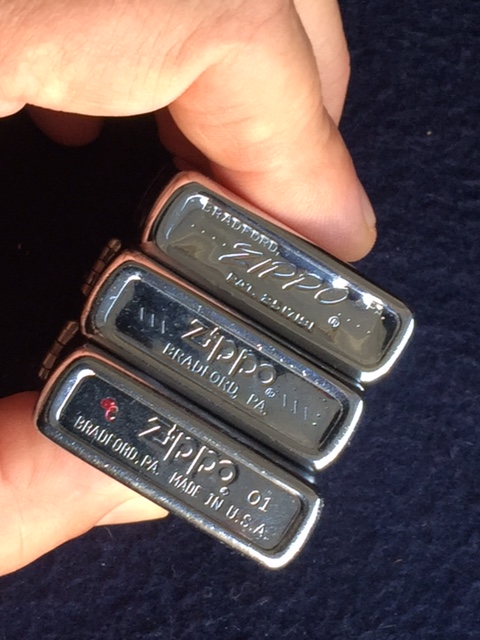 BRADFORD,
ZIPPO ®
PAT. 2517191
\\\\ Zippo ® \\\\
BRADFORD, PA.
Zippo 01
BRADFORD, PA. MADE IN U.S.A.